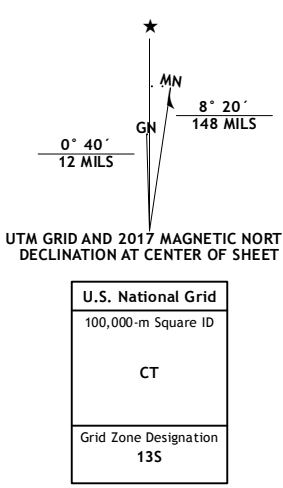 ★
MN
GN
8° 20´
148 MILS
0° 40´
12 MILS
UTM GRID AND 2017 MAGNETIC NORT
DECLINATION AT CENTER OF SHEET
U.S. National Grid
100,000-m Square ID
CT
Grid Zone Designation
13S